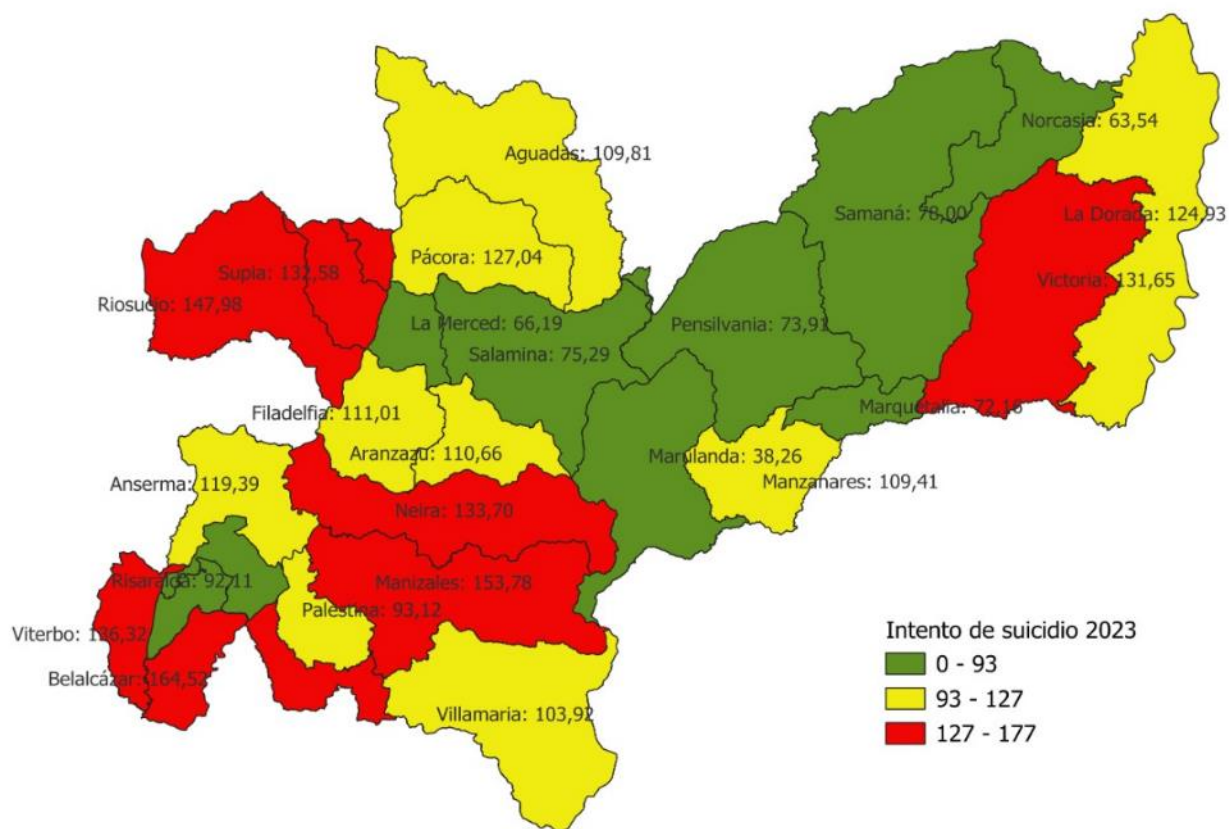 Aguadas: 109,81
Norcasia: 63,54
Samaná: 78,00
La Dorada: 124,93
Pácora: 127,04
Supia: 132,58
Victoria: 131,65
Riosucio: 147,98
La Merced: 66,19
Pensilvania: 73,91
Salamina: 75,29
Filadelfia: 111,01
Marquetalia: 72,16
Aranzazu: 110,66
Marulanda: 38,26
Manzanares: 109,41
Anserma: 119,39
Neira: 133,70
Risaralda: 92,11
Manizales: 153,78
Palestina: 93,12
Viterbo: 136,32
Belalcázar: 164,52
Villamaria: 103,92
Intento de suicidio 2023
0 - 93
93 - 127
127 - 177